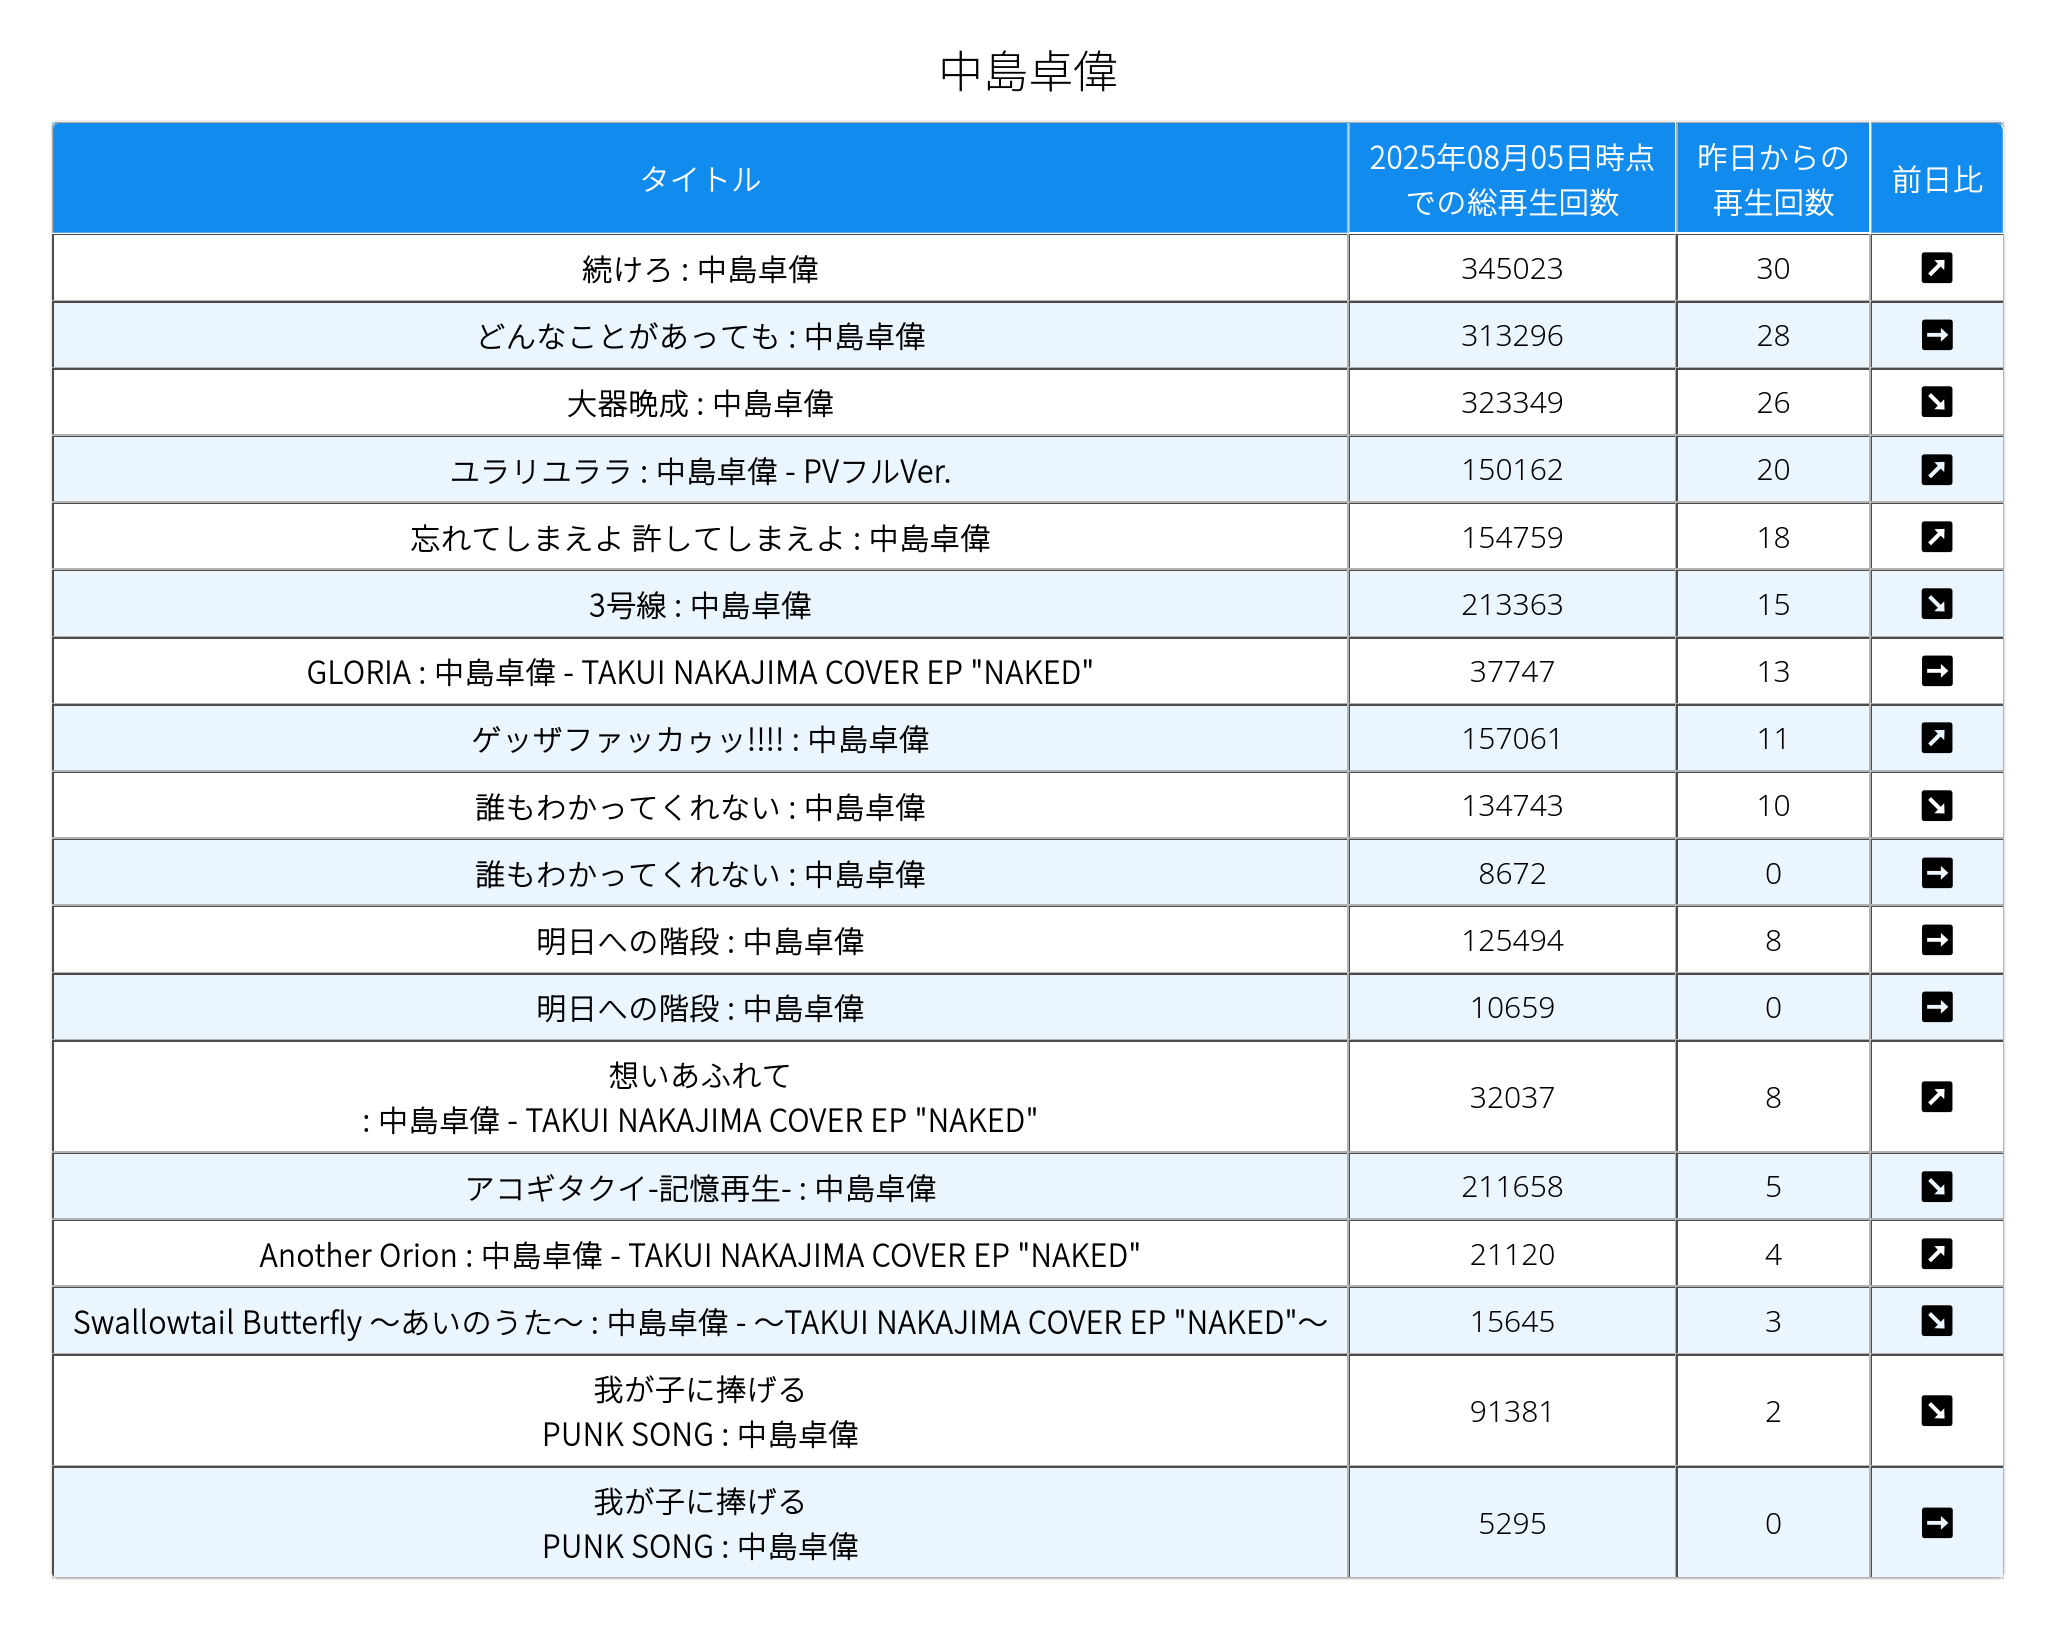 中島卓偉
タイトル 2025年08月05日時点 での総再生回数 昨日からの 再生回数 前日比
続けろ : 中島卓偉 345023 30
どんなことがあっても : 中島卓偉 313296 28
大器晩成 : 中島卓偉 323349 26
ユラリユララ : 中島卓偉 - PVフルVer. 150162 20
忘れてしまえよ 許してしまえよ : 中島卓偉 154759 18
3号線 : 中島卓偉 213363 15
GLORIA : 中島卓偉 - TAKUI NAKAJIMA COVER EP "NAKED" 37747 13
ゲッザファッカゥッ!!!! : 中島卓偉 157061 11
誰もわかってくれない : 中島卓偉 134743 10
誰もわかってくれない : 中島卓偉 8672 0
明日への階段 : 中島卓偉 125494 8
明日への階段 : 中島卓偉 10659 0
想いあふれて
: 中島卓偉 - TAKUI NAKAJIMA COVER EP "NAKED" 32037 8
アコギタクイ-記憶再生- : 中島卓偉 211658 5
Another Orion : 中島卓偉 - TAKUI NAKAJIMA COVER EP "NAKED" 21120 4
Swallowtail Butterfly 〜あいのうた〜 : 中島卓偉 - 〜TAKUI NAKAJIMA COVER EP "NAKED"〜 15645 3
我が子に捧げる
PUNK SONG : 中島卓偉 91381 2
我が子に捧げる
PUNK SONG : 中島卓偉 5295 0